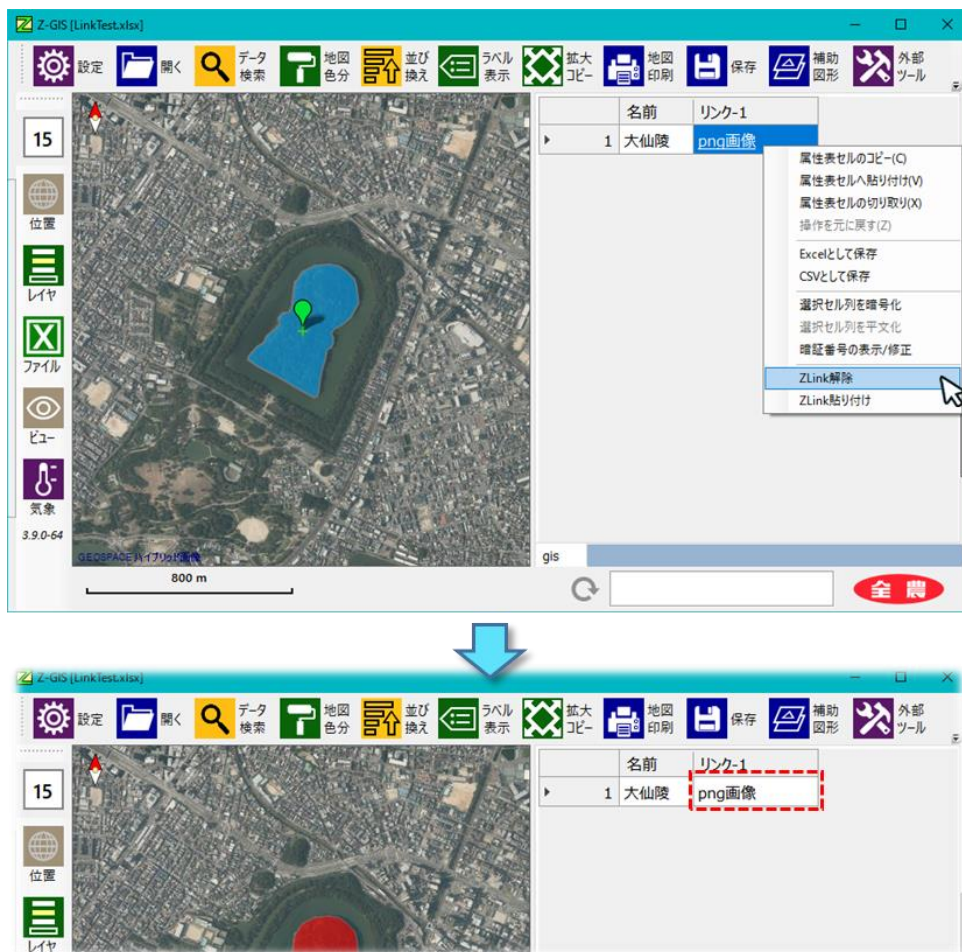 Z-GIS [LinkTest.xlsx]
設定 開く データ検索 地図色分 並び換え ラベル表示 拡大コピー 地図印刷 保存 補助図形 外部ツール
15
位置
レイヤ
ファイル
ビュー
気象
3.9.0-64
名前 リンク-1
1 大仙陵 png画像
属性表セルのコピー(C)
属性表セルへ貼り付け(V)
属性表セルの切り取り(X)
操作を元に戻す(Z)
Excelとして保存
CSVとして保存
選択セル列を暗号化
選択セル列を平文化
暗証番号の表示/修正
ZLink解除
ZLink貼り付け
GEOSPACE ハイブリッド画像
800 m
gis
全農
Z-GIS [LinkTest.xlsx]
設定 開く データ検索 地図色分 並び換え ラベル表示 拡大コピー 地図印刷 保存 補助図形 外部ツール
15
位置
レイヤ
名前 リンク-1
1 大仙陵 png画像